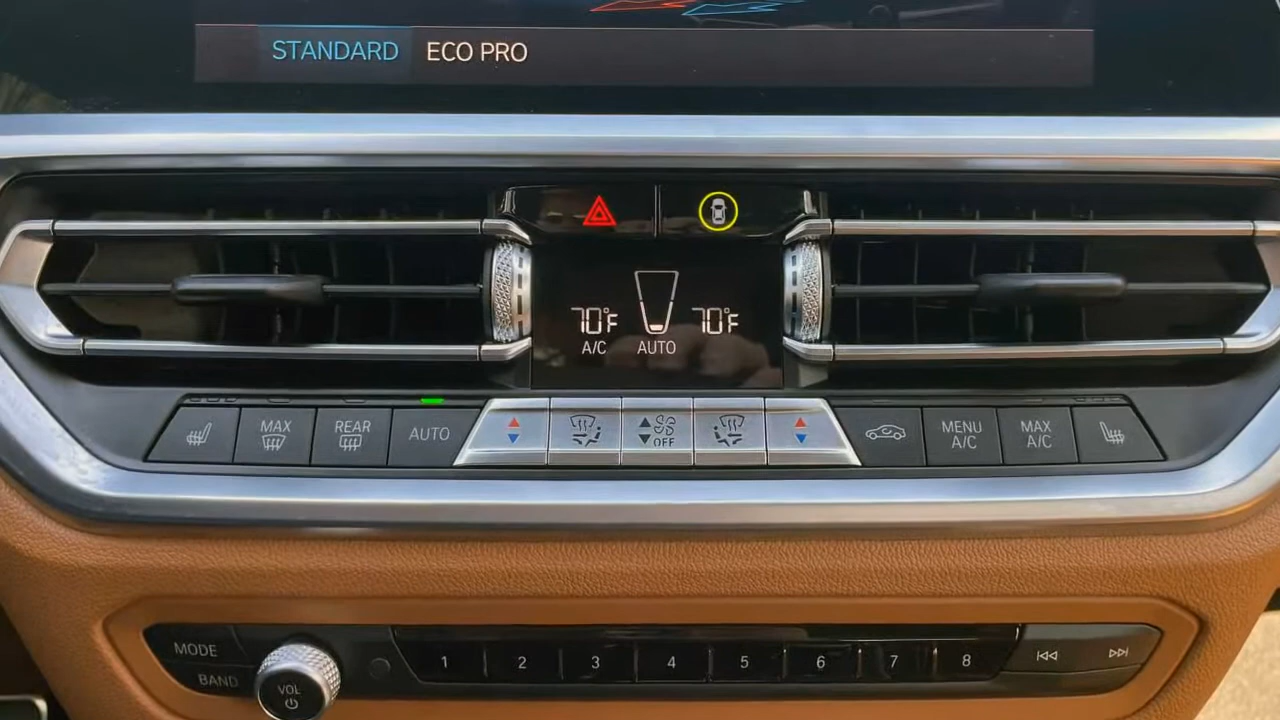 STANDARD ECO PRO
70°F 70°F
A/C AUTO
MAX
REAR
AUTO
OFF
MENU
A/C
MAX
A/C
MODE
BAND
VOL
1 2 3 4 5 6 7 8